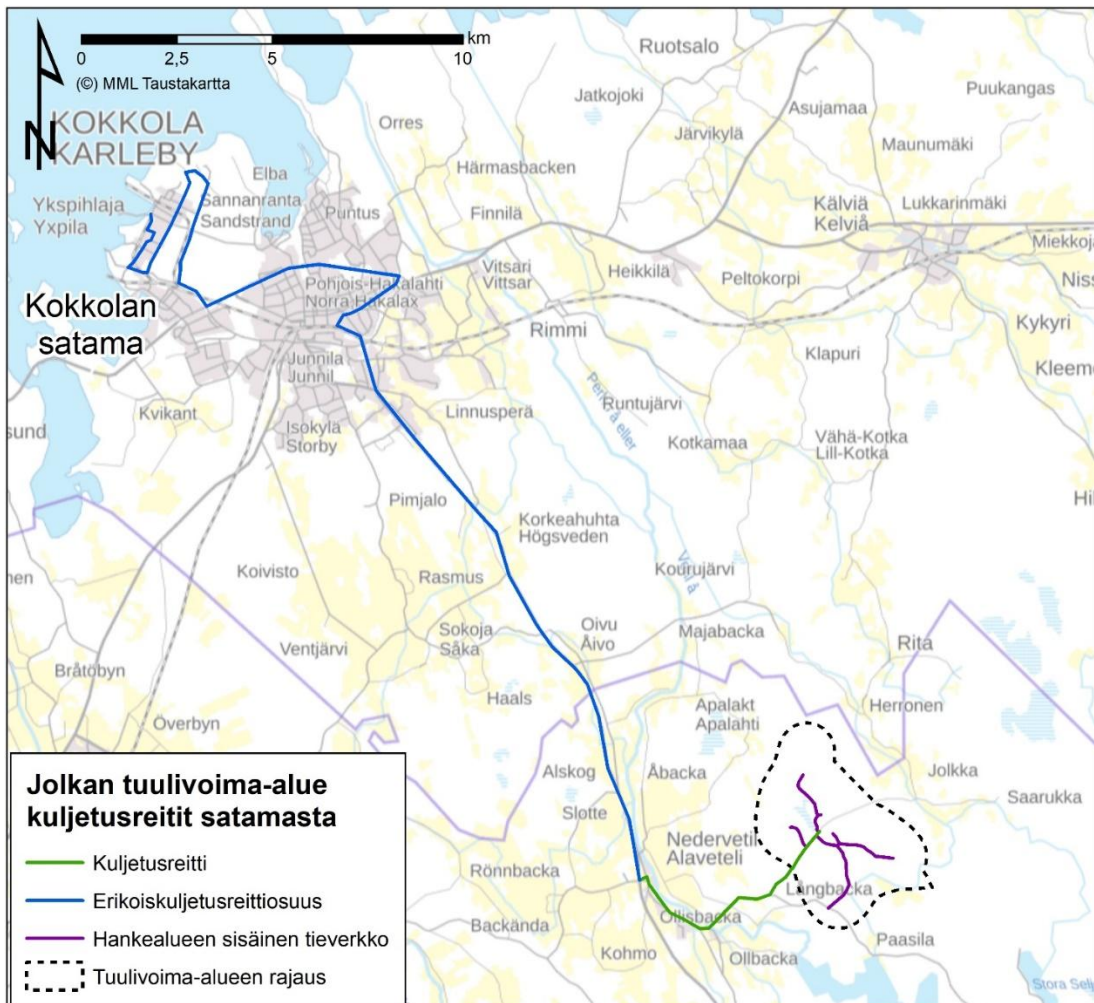 km
0
2,5
5
10
(©) MML Taustakartta
N
KOKKOLA
KARLEBY
Ruotsalo
Jatkojoki
Asujamaa
Puukangas
Orres
Järvikylä
Maunumäki
Härmasbacken
Elba
Ykspihlaja
Yxpila
Sannanranta
Sandstrand
Puntus
Finnilä
Kälviä
Kelviå
Lukkarinmäki
Miekkoja
Vitsari
Vittsar
Heikkilä
Peltokorpi
Pohjois-Hakalahti
Norra Hakalax
Kokkolan
satama
Rimmi
Kykyri
Junnila
Junnil
Klapuri
Kvikant
Linnusperä
Perho å eller
Runtujärvi
Isokylä
Storby
Kotkamaa
Vähä-Kotka
Lill-Kotka
Pimjalo
Korkeahuhta
Högsveden
Koivisto
Rasmus
Kourujärvi
Oivu
Åivo
Majabacka
Ventjärvi
Sokoja
Såka
Rita
Bråtöbyn
Haals
Apalakt
Apalahti
Herronen
Överbyn
Alskog
Åbacka
Jolkka
Slotte
Saarukka
Nedervetil
Alaveteli
Rönnbacka
Långbacka
Backända
Ollisbacka
Kohmo
Ollbacka
Paasila
Jolkan tuulivoima-alue
kuljetusreitit satamasta
Kuljetusreitti
Erikoiskuljetusreittiosuus
Hankealueen sisäinen tieverkko
Tuulivoima-alueen rajaus